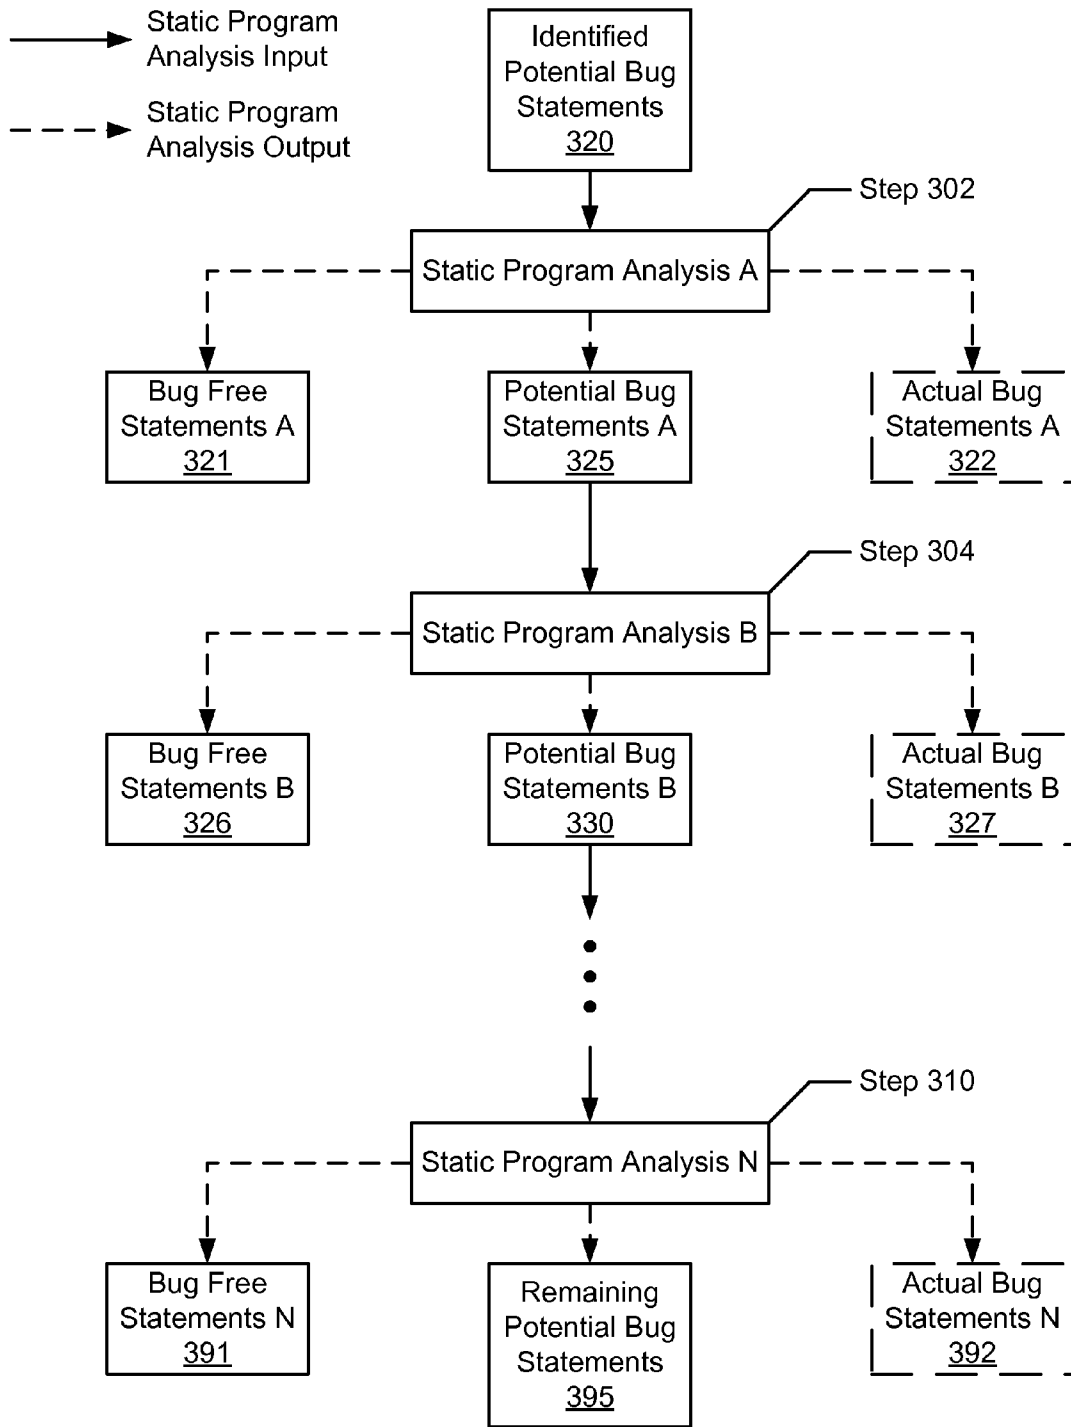 Static Program
Analysis Input
Static Program
Analysis Output
Identified
Potential Bug
Statements
320
Step 302
Static Program Analysis A
Bug Free
Statements A
321
Potential Bug
Statements A
325
Actual Bug
Statements A
322
Step 304
Static Program Analysis B
Bug Free
Statements B
326
Potential Bug
Statements B
330
Actual Bug
Statements B
327
Step 310
Static Program Analysis N
Bug Free
Statements N
391
Remaining
Potential Bug
Statements
395
Actual Bug
Statements N
392